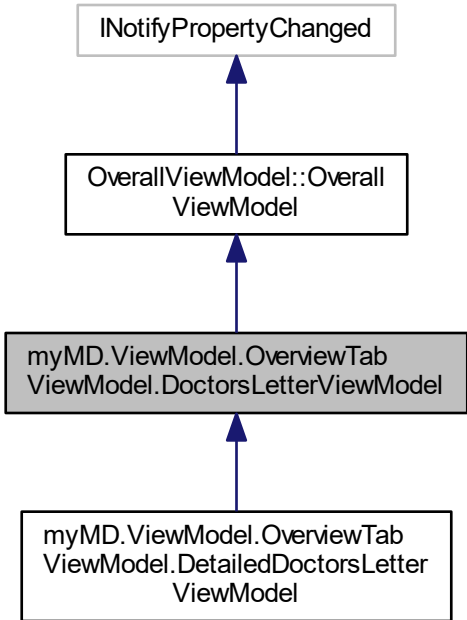 INotifyPropertyChanged
OverallViewModel::Overall
ViewModel
myMD.ViewModel.OverviewTab
ViewModel.DoctorsLetterViewModel
myMD.ViewModel.OverviewTab
ViewModel.DetailedDoctorsLetter
ViewModel